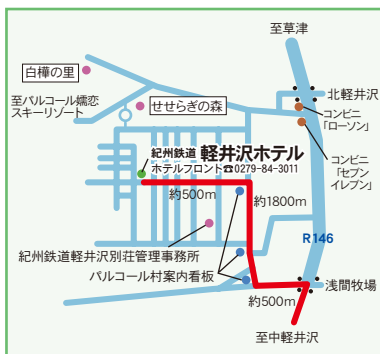 至草津
白樺の里
北軽井沢
コンビニ
「ローソン」
至バルコール嬬恋
スキーリゾート
せせらぎの森
紀州鉄道 軽井沢ホテル
ホテルフロント☎0279-84-3011
コンビニ
「セブン
イレブン」
約500m
約1800m
R146
紀州鉄道軽井沢別荘管理事務所
パルコール村案内看板
浅間牧場
約500m
至中軽井沢